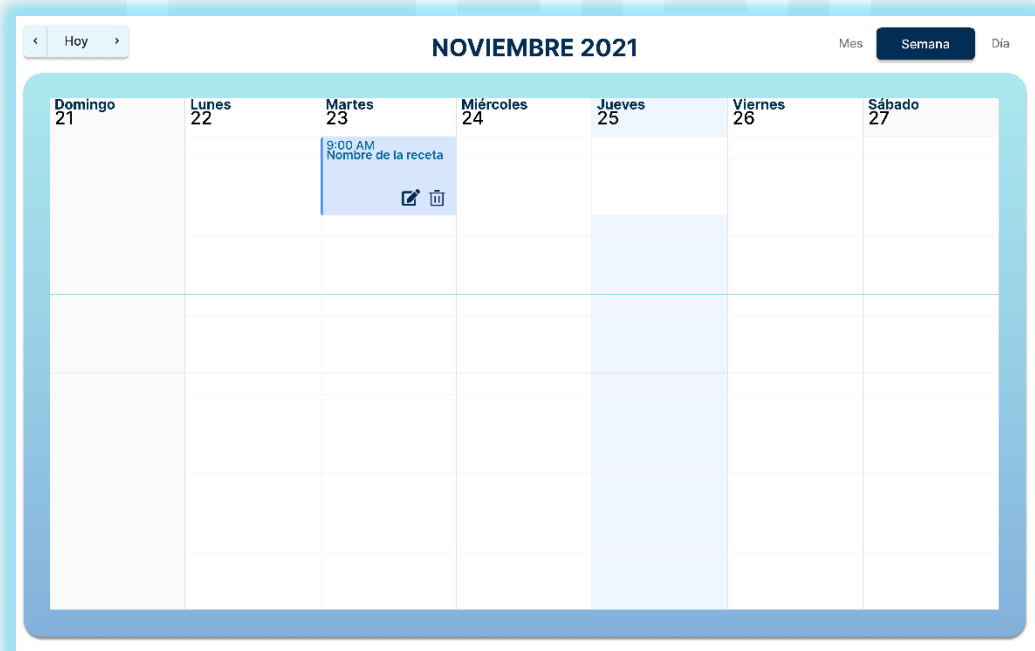 Hoy
NOVIEMBRE 2021
Mes
Semana
Día
Domingo
21
Lunes
22
Martes
23
Miércoles
24
Jueves
25
Viernes
26
Sábado
27
9:00 AM
Nombre de la receta